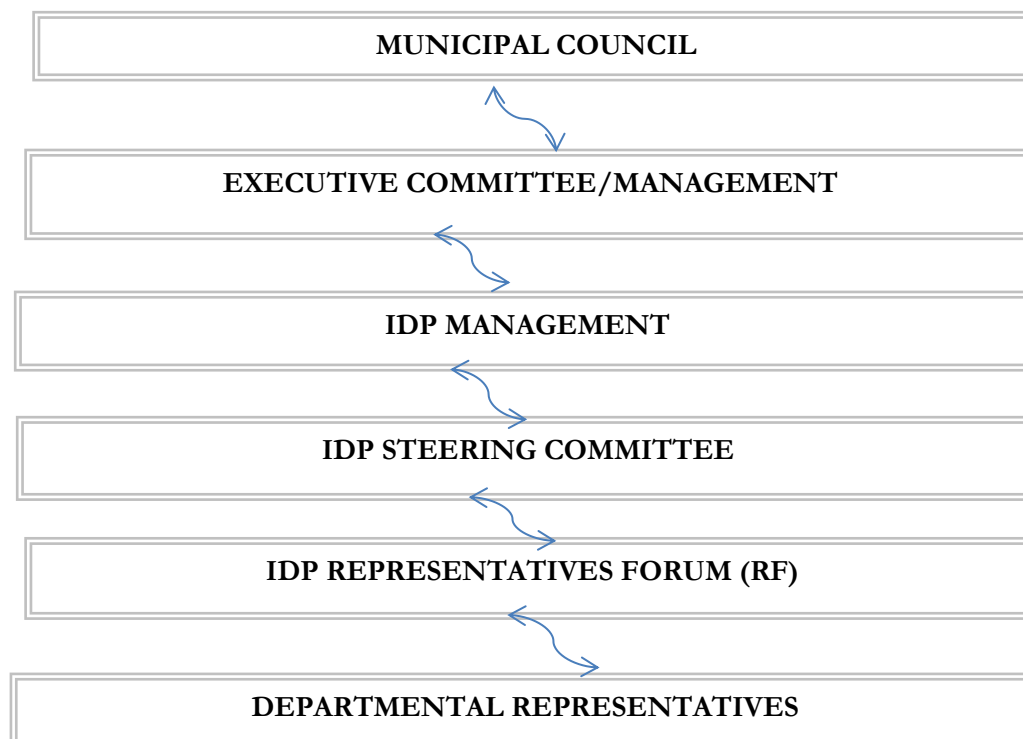 MUNICIPAL COUNCIL
EXECUTIVE COMMITTEE/MANAGEMENT
IDP MANAGEMENT
IDP STEERING COMMITTEE
IDP REPRESENTATIVES FORUM (RF)
DEPARTMENTAL REPRESENTATIVES